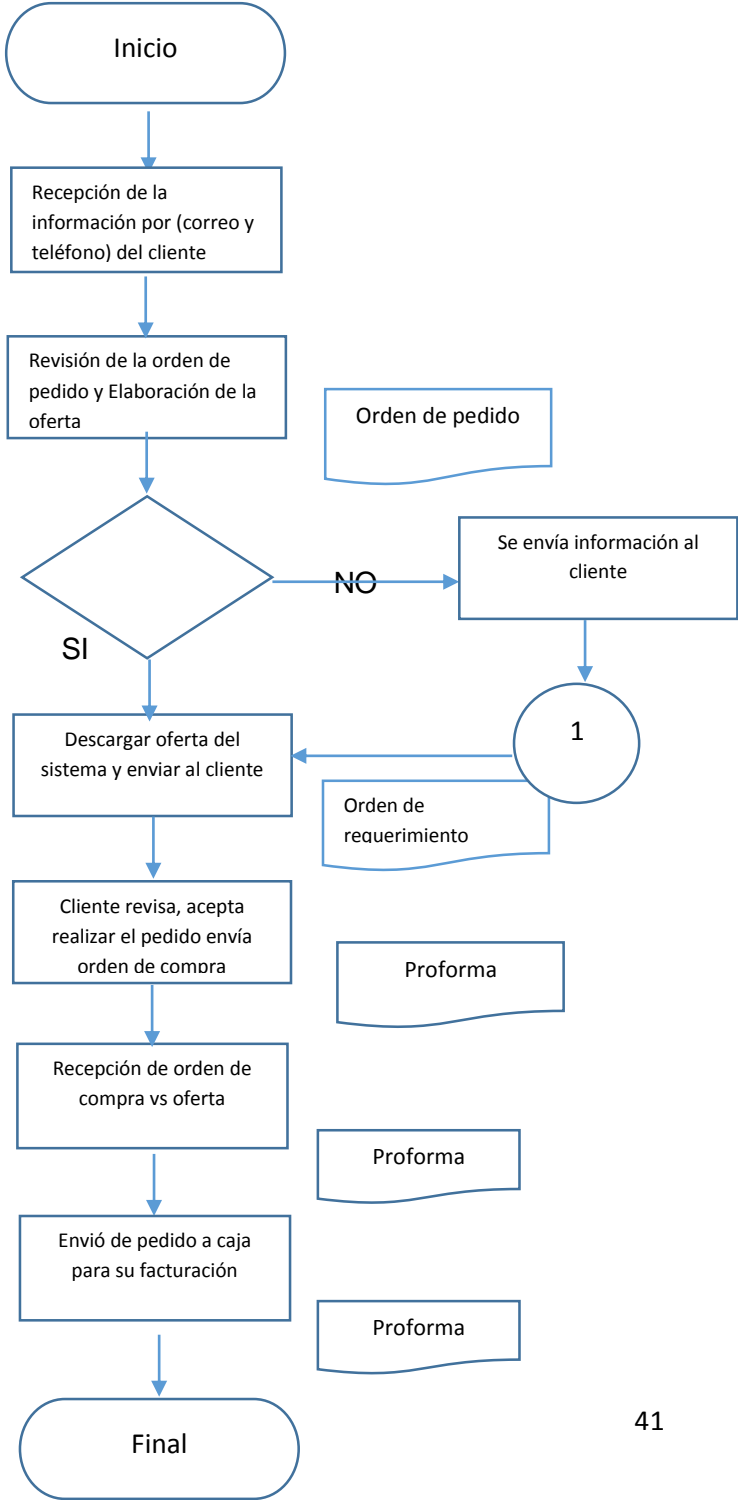 Inicio
Recepción de la
información por (correo y
teléfono) del cliente
Revisión de la orden de
pedido y Elaboración de la
oferta
Orden de pedido
Se envía información al
cliente
NO
SI
1
Descargar oferta del
sistema y enviar al cliente
Orden de
requerimiento
Cliente revisa, acepta
realizar el pedido envía
orden de compra
Proforma
Recepción de orden de
compra vs oferta
Proforma
Envió de pedido a caja
para su facturación
Proforma
Final
41